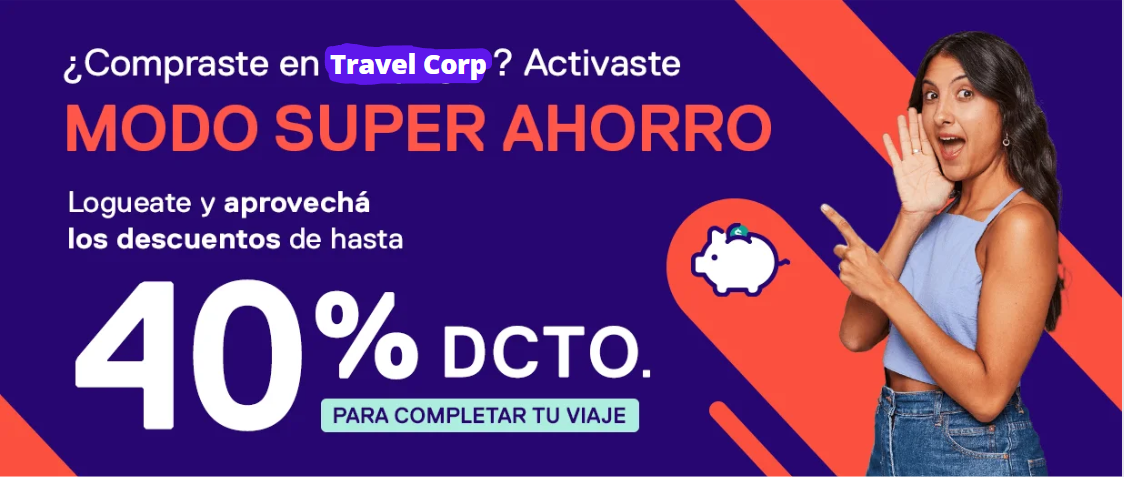 ¿Compraste en Travel Corp? Activaste
MODO SUPER AHORRO
Logueate y aprovechá
los descuentos de hasta
40% DCTO.
PARA COMPLETAR TU VIAJE
$